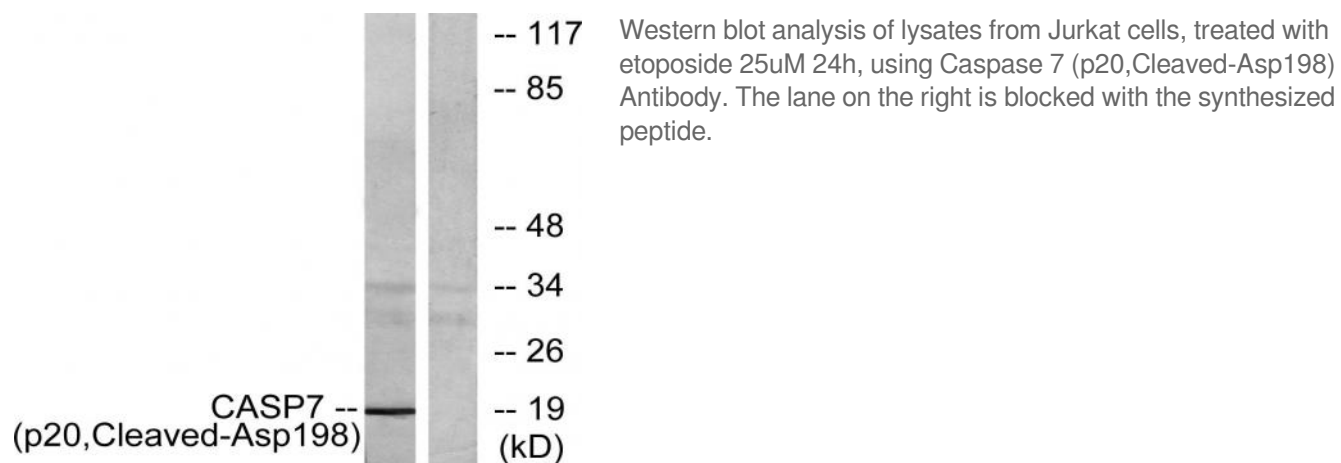 -- 117
-- 85
-- 48
-- 34
-- 26
-- 19
(kD)
CASP7 --
(p20,Cleaved-Asp198)
Western blot analysis of lysates from Jurkat cells, treated with
etoposide 25uM 24h, using Caspase 7 (p20,Cleaved-Asp198)
Antibody. The lane on the right is blocked with the synthesized
peptide.